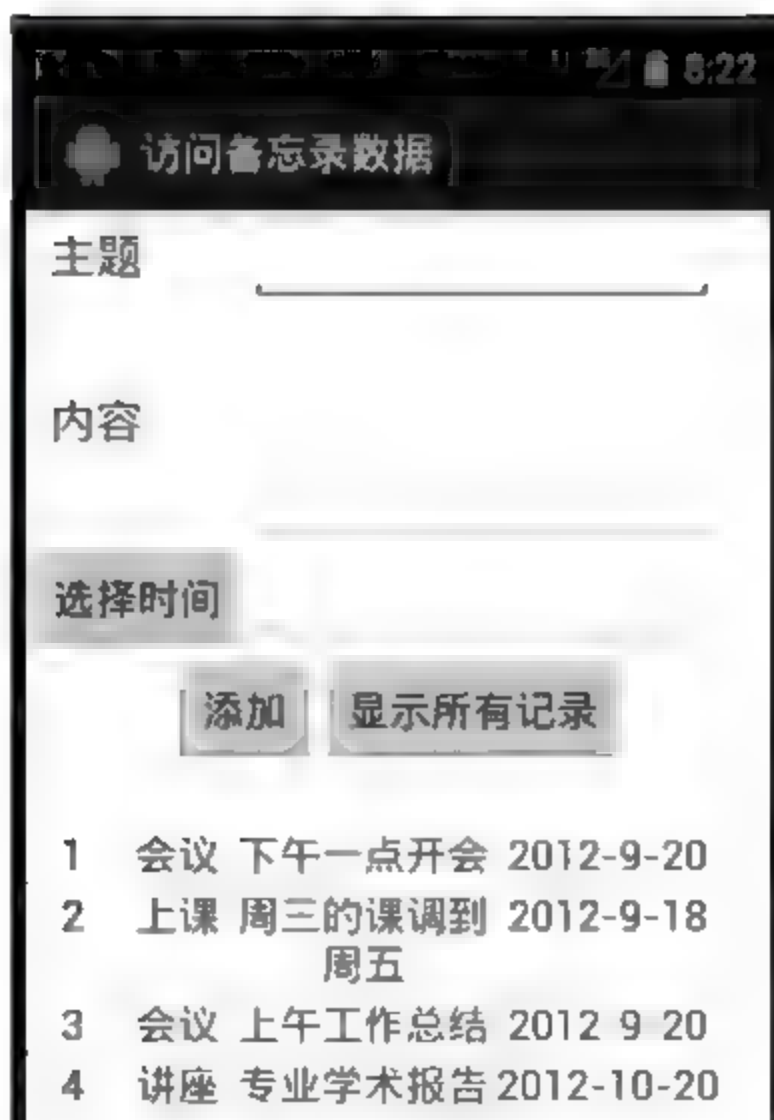 8:22
访问备忘录数据
主题
内容
选择时间
添加 显示所有记录
1 会议 下午一点开会 2012-9-20
2 上课 周三的课调到 2012-9-18
周五
3 会议 上午工作总结 2012 9 20
4 讲座 专业学术报告 2012-10-20